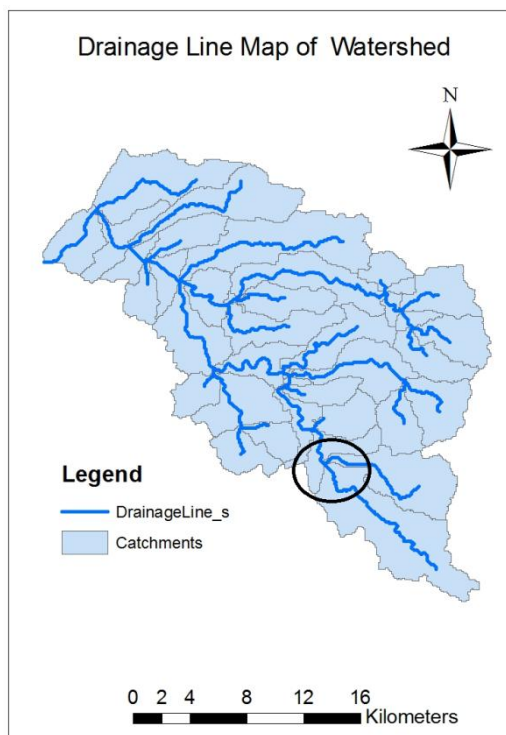 Drainage Line Map of Watershed
N
Legend
DrainageLine_s
Catchments
0 2 4 8 12 16
Kilometers